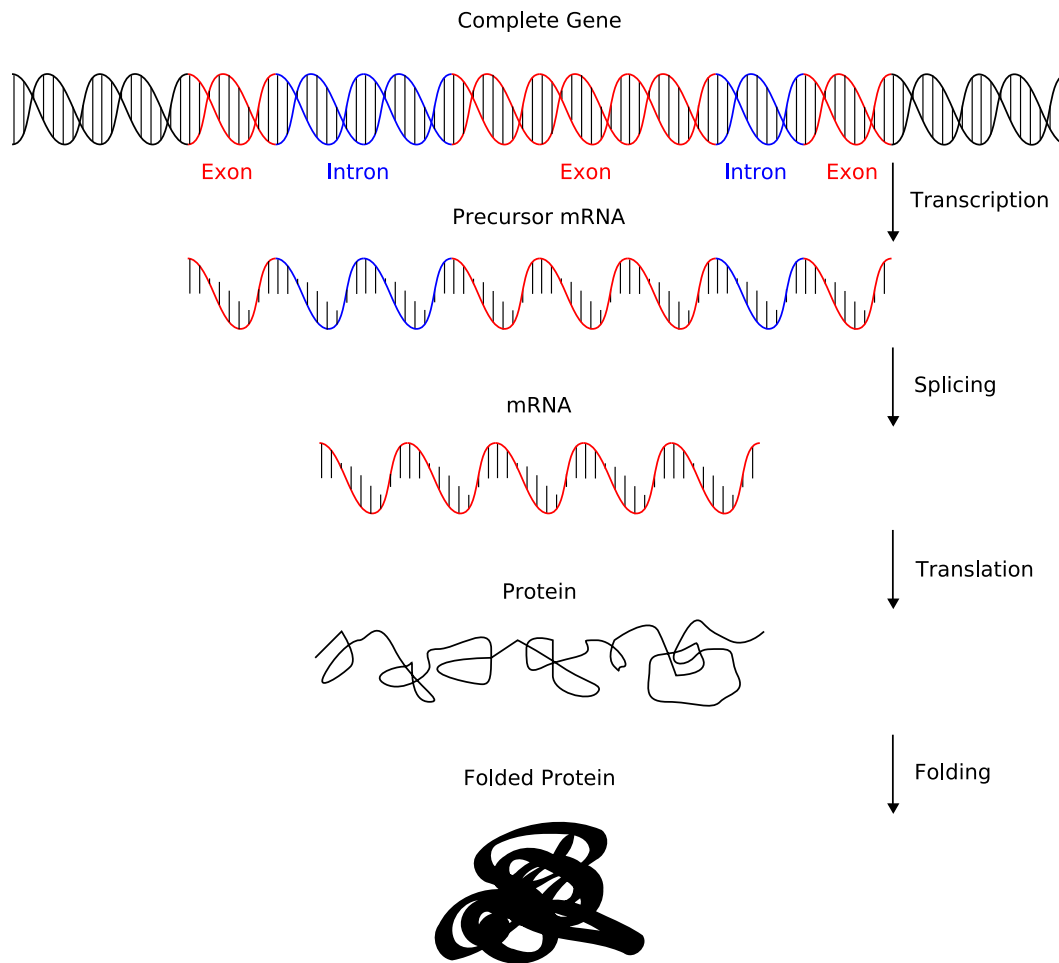 Complete Gene
Exon Intron Exon Intron Exon
Transcription
Precursor mRNA
Splicing
mRNA
Translation
Protein
Folding
Folded Protein